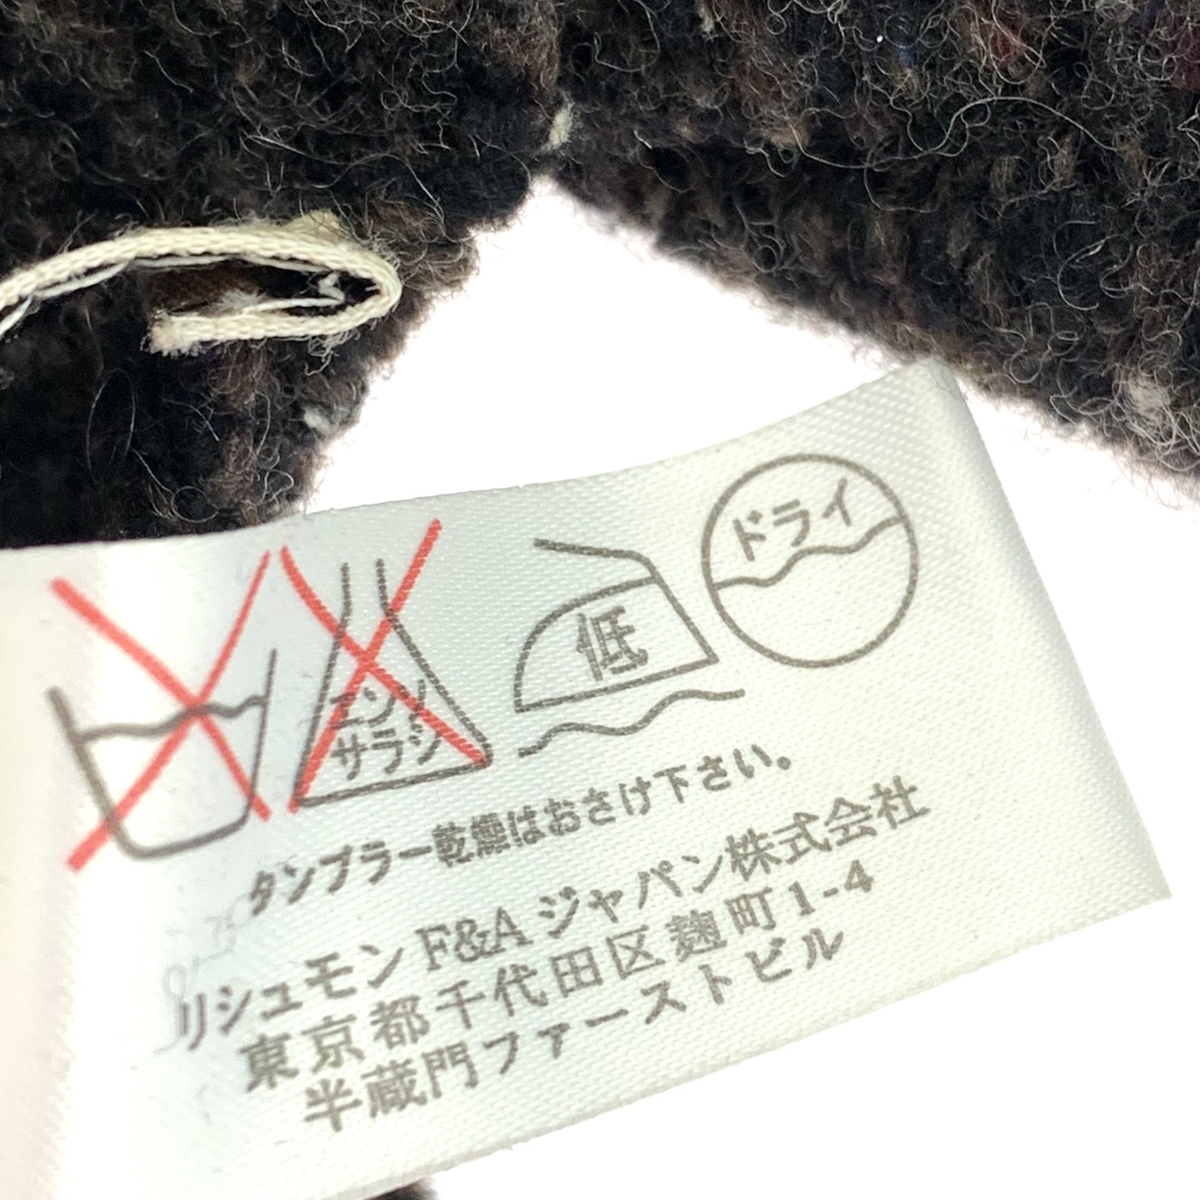 エンソ
サラシ
低
ドライ
タンブラー乾燥はおさけ下さい。
リシュモン F&A ジャパン株式会社
東京都千代田区麹町1-4
半蔵門ファーストビル